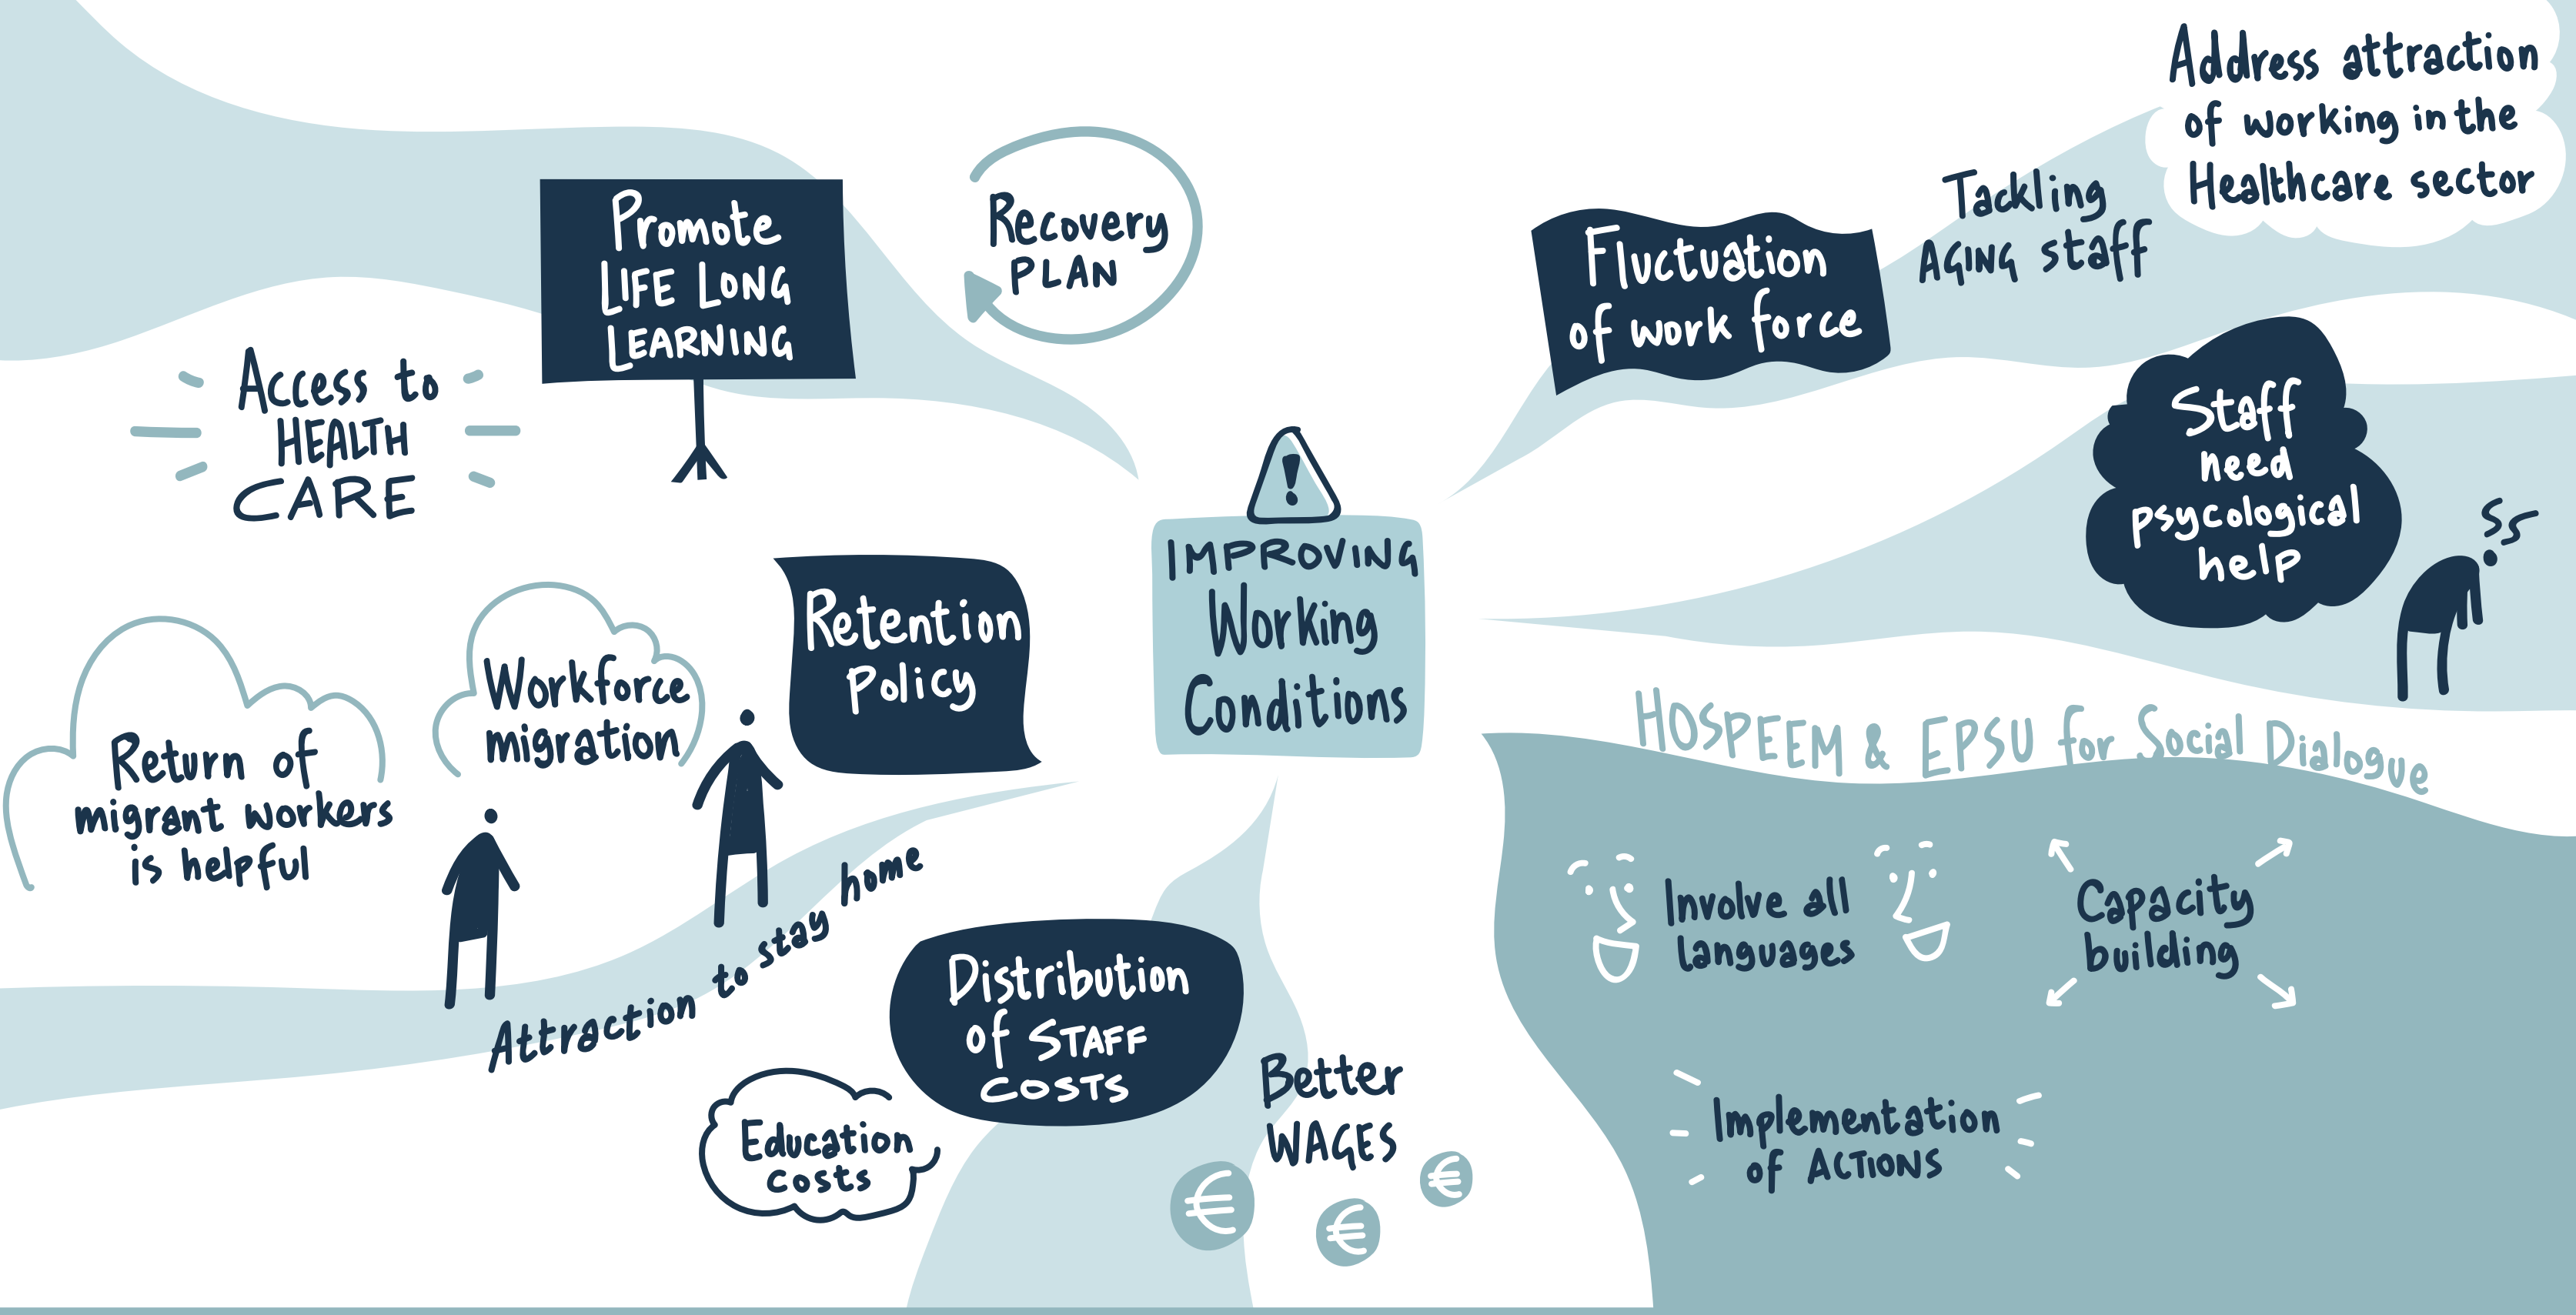 Address attraction
of working in the
Healthcare sector
Tackling
AGING staff
Fluctuation
of work force
Recovery
PLAN
Promote
LIFE LONG
LEARNING
Access to
HEALTH
CARE
Staff
need
psycological
help
IMPROVING
Working
Conditions
!
Retention
Policy
Workforce
migration
Return of
migrant workers
is helpful
Attraction to stay home
HOSPEEM & EPSU for Social Dialogue
Involve all
languages
Capacity
building
Implementation
of ACTIONS
Distribution
of STAFF
COSTS
Education
costs
Better
WAGES
€
€
€